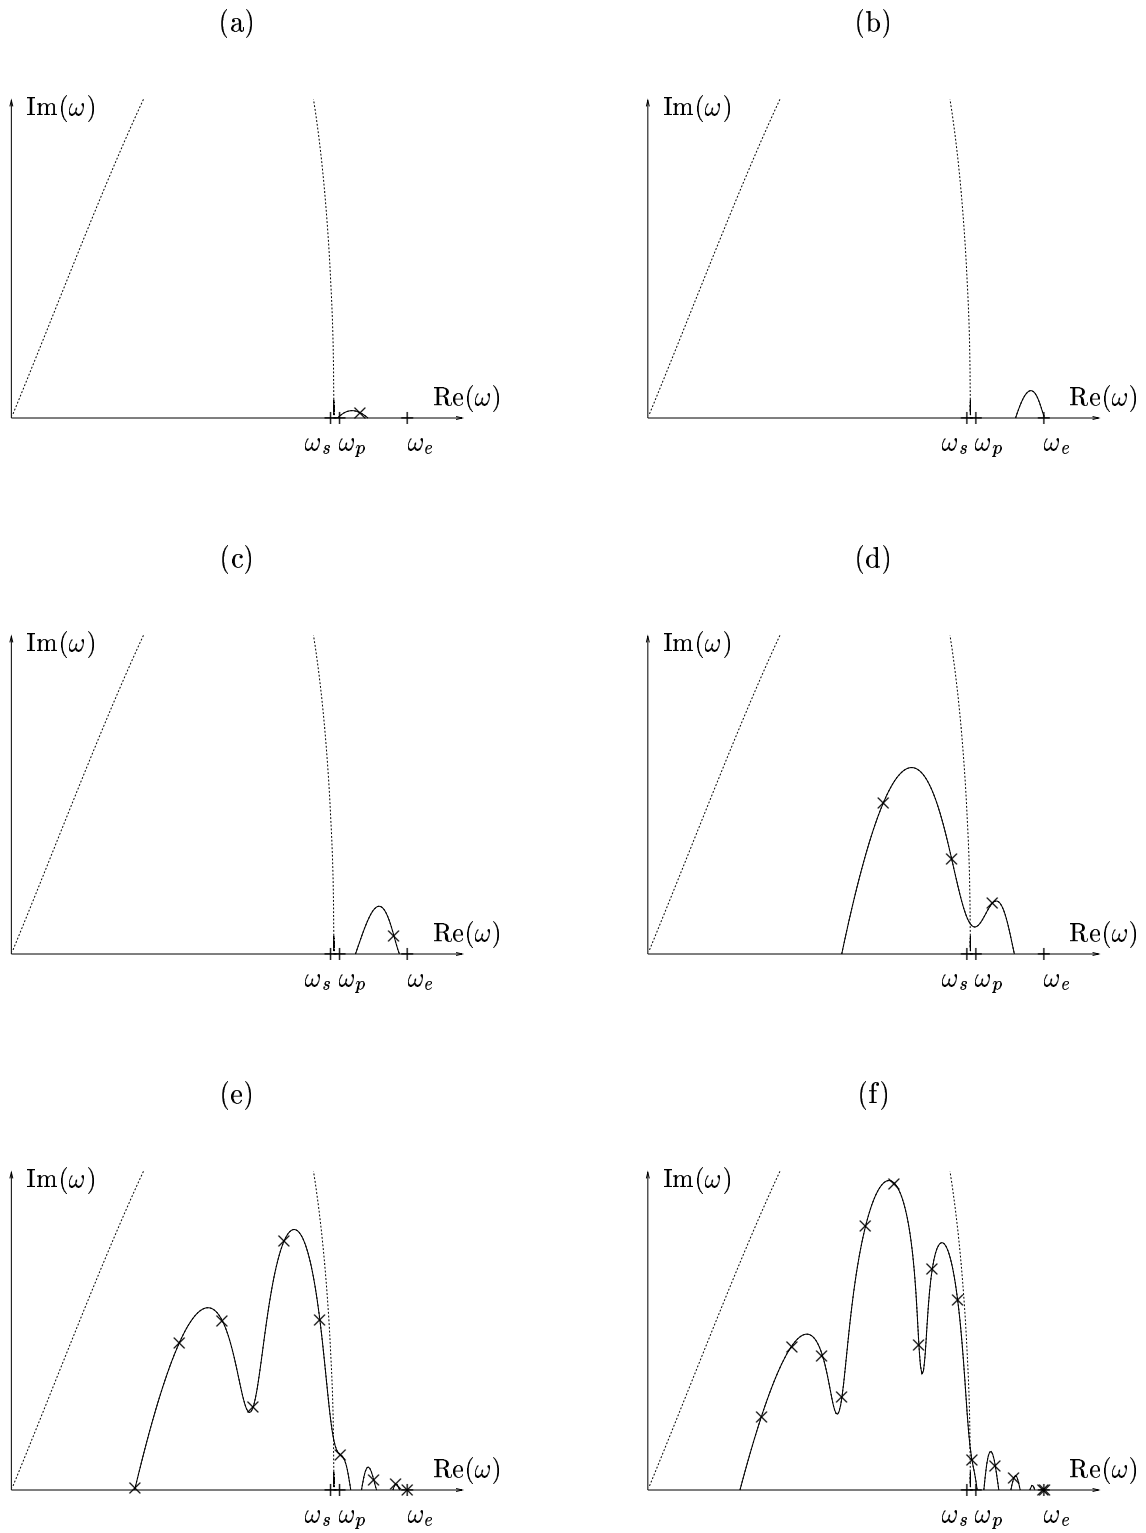 (a) (b)
Im(ω) Im(ω)
Re(ω) Re(ω)
ω_s ω_p ω_e ω_s ω_p ω_e
(c) (d)
Im(ω) Im(ω)
Re(ω) Re(ω)
ω_s ω_p ω_e ω_s ω_p ω_e
(e) (f)
Im(ω) Im(ω)
Re(ω) Re(ω)
ω_s ω_p ω_e ω_s ω_p ω_e